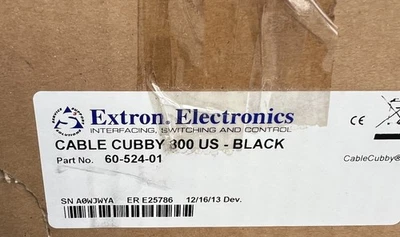 Extron® Electronics
INTERFACING, SWITCHING AND CONTROL
CABLE CUBBY 300 US - BLACK
Part No. 60-524-01
CE
CableCubby®
SN A0WJWYA ER E25786 12/16/13 Dev.